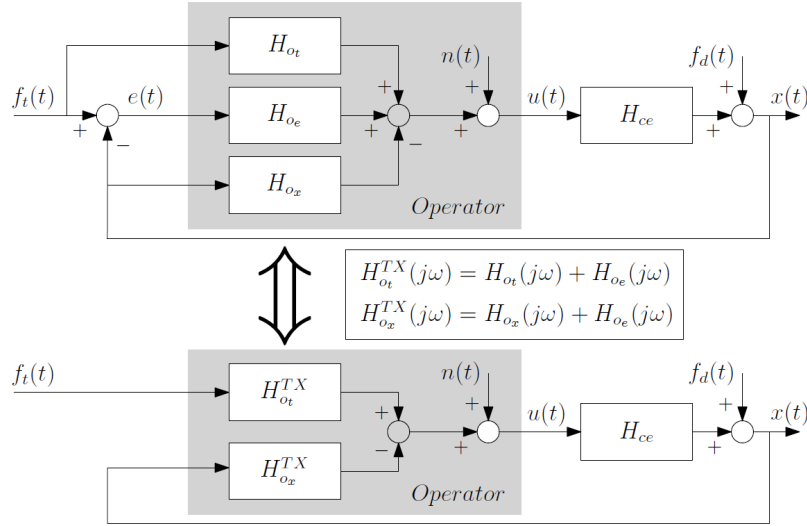 H_{o_t}
n(t)
f_d(t)
f_t(t)
e(t)
u(t)
x(t)
+
+
+
+
H_{o_e}
+
+
H_{ce}
+
−
−
H_{o_x}
Operator
H_{o_t}^{TX}(jω) = H_{o_t}(jω) + H_{o_e}(jω)
H_{o_x}^{TX}(jω) = H_{o_x}(jω) + H_{o_e}(jω)
f_t(t)
n(t)
f_d(t)
H_{o_t}^{TX}
+
+
+
u(t)
x(t)
H_{ce}
−
+
+
H_{o_x}^{TX}
Operator